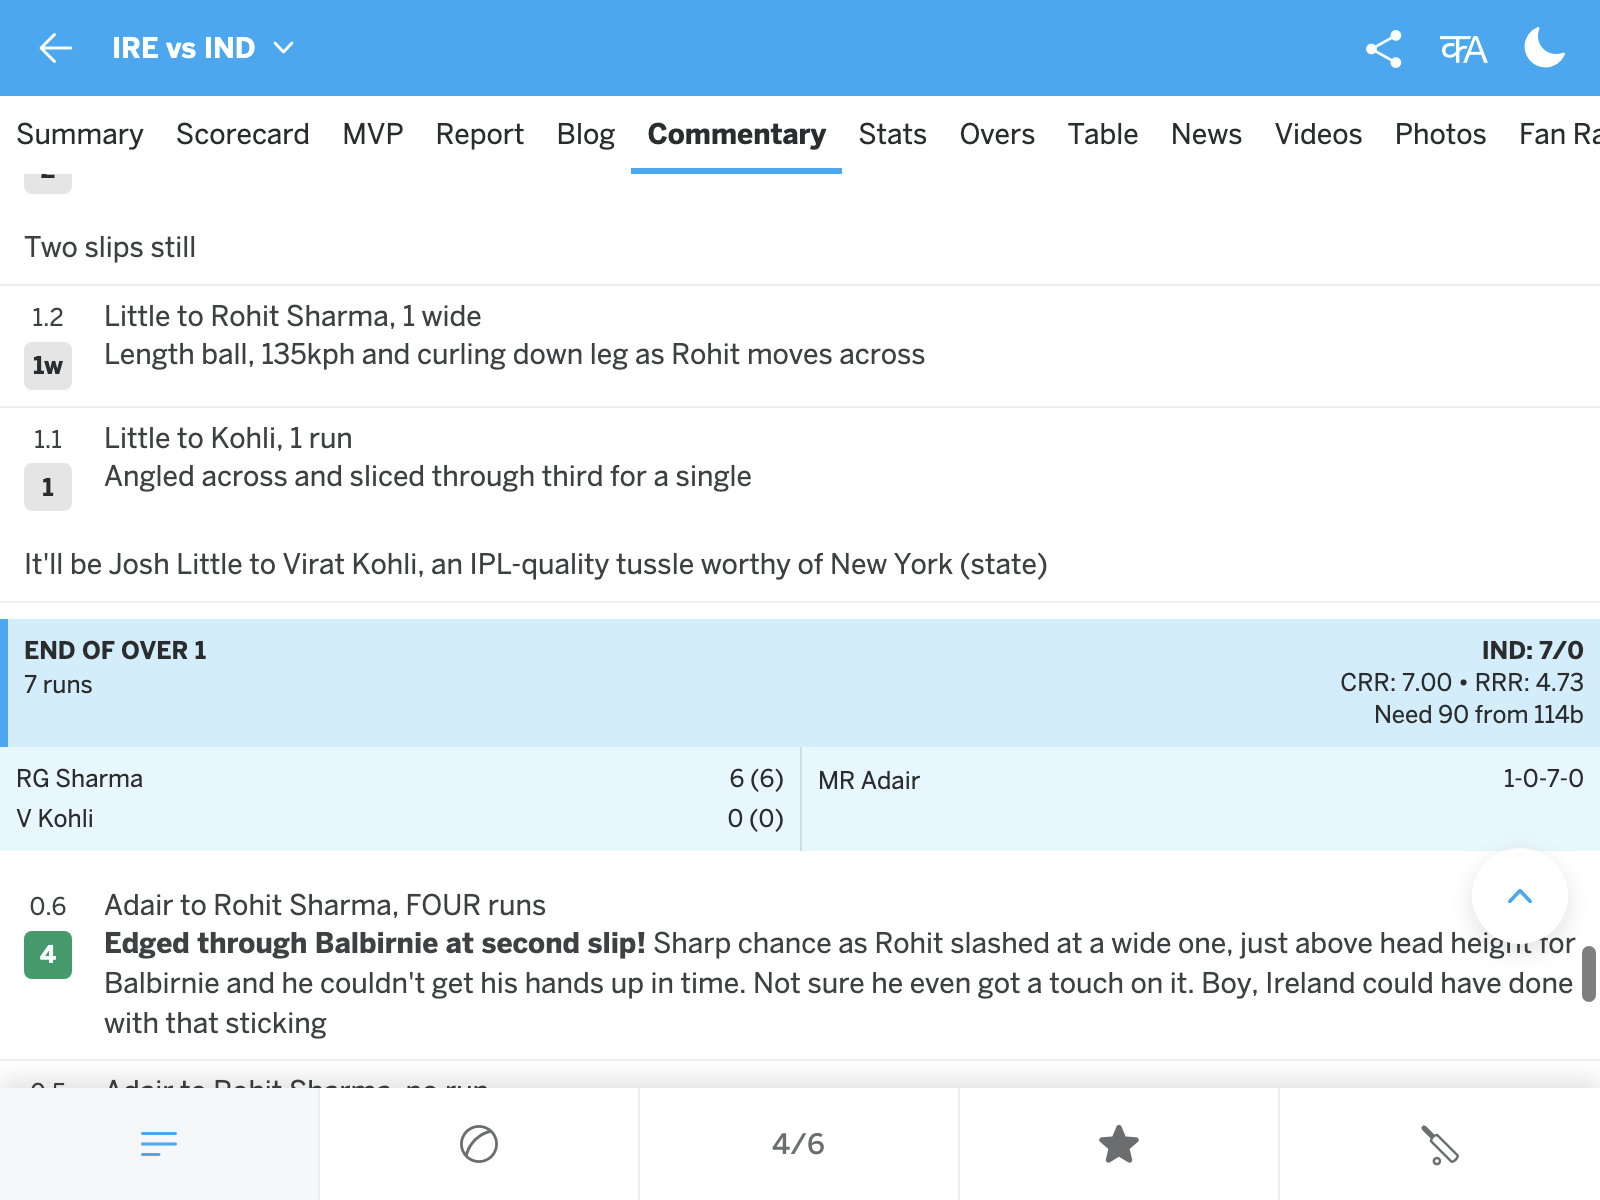 IRE vs IND
Summary Scorecard MVP Report Blog Commentary Stats Overs Table News Videos Photos Fan Ra
Two slips still
1.2 Little to Rohit Sharma, 1 wide
1w Length ball, 135kph and curling down leg as Rohit moves across
1.1 Little to Kohli, 1 run
1 Angled across and sliced through third for a single
It'll be Josh Little to Virat Kohli, an IPL-quality tussle worthy of New York (state)
END OF OVER 1 IND: 7/0
7 runs CRR: 7.00 • RRR: 4.73
Need 90 from 114b
RG Sharma 6 (6) MR Adair 1-0-7-0
V Kohli 0 (0)
0.6 Adair to Rohit Sharma, FOUR runs
4 Edged through Balbirnie at second slip! Sharp chance as Rohit slashed at a wide one, just above head height for
Balbirnie and he couldn't get his hands up in time. Not sure he even got a touch on it. Boy, Ireland could have done
with that sticking
0.5 Adair to Rohit Sharma, no run
4/6